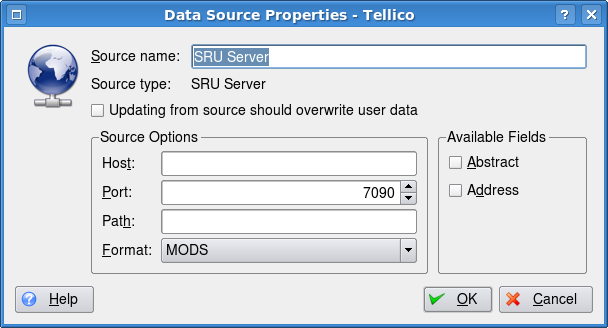 Data Source Properties - Tellico
Source name: SRU Server
Source type: SRU Server
Updating from source should overwrite user data
Source Options
Available Fields
Host:
Abstract
Port: 7090
Address
Path:
Format: MODS
Help OK Cancel